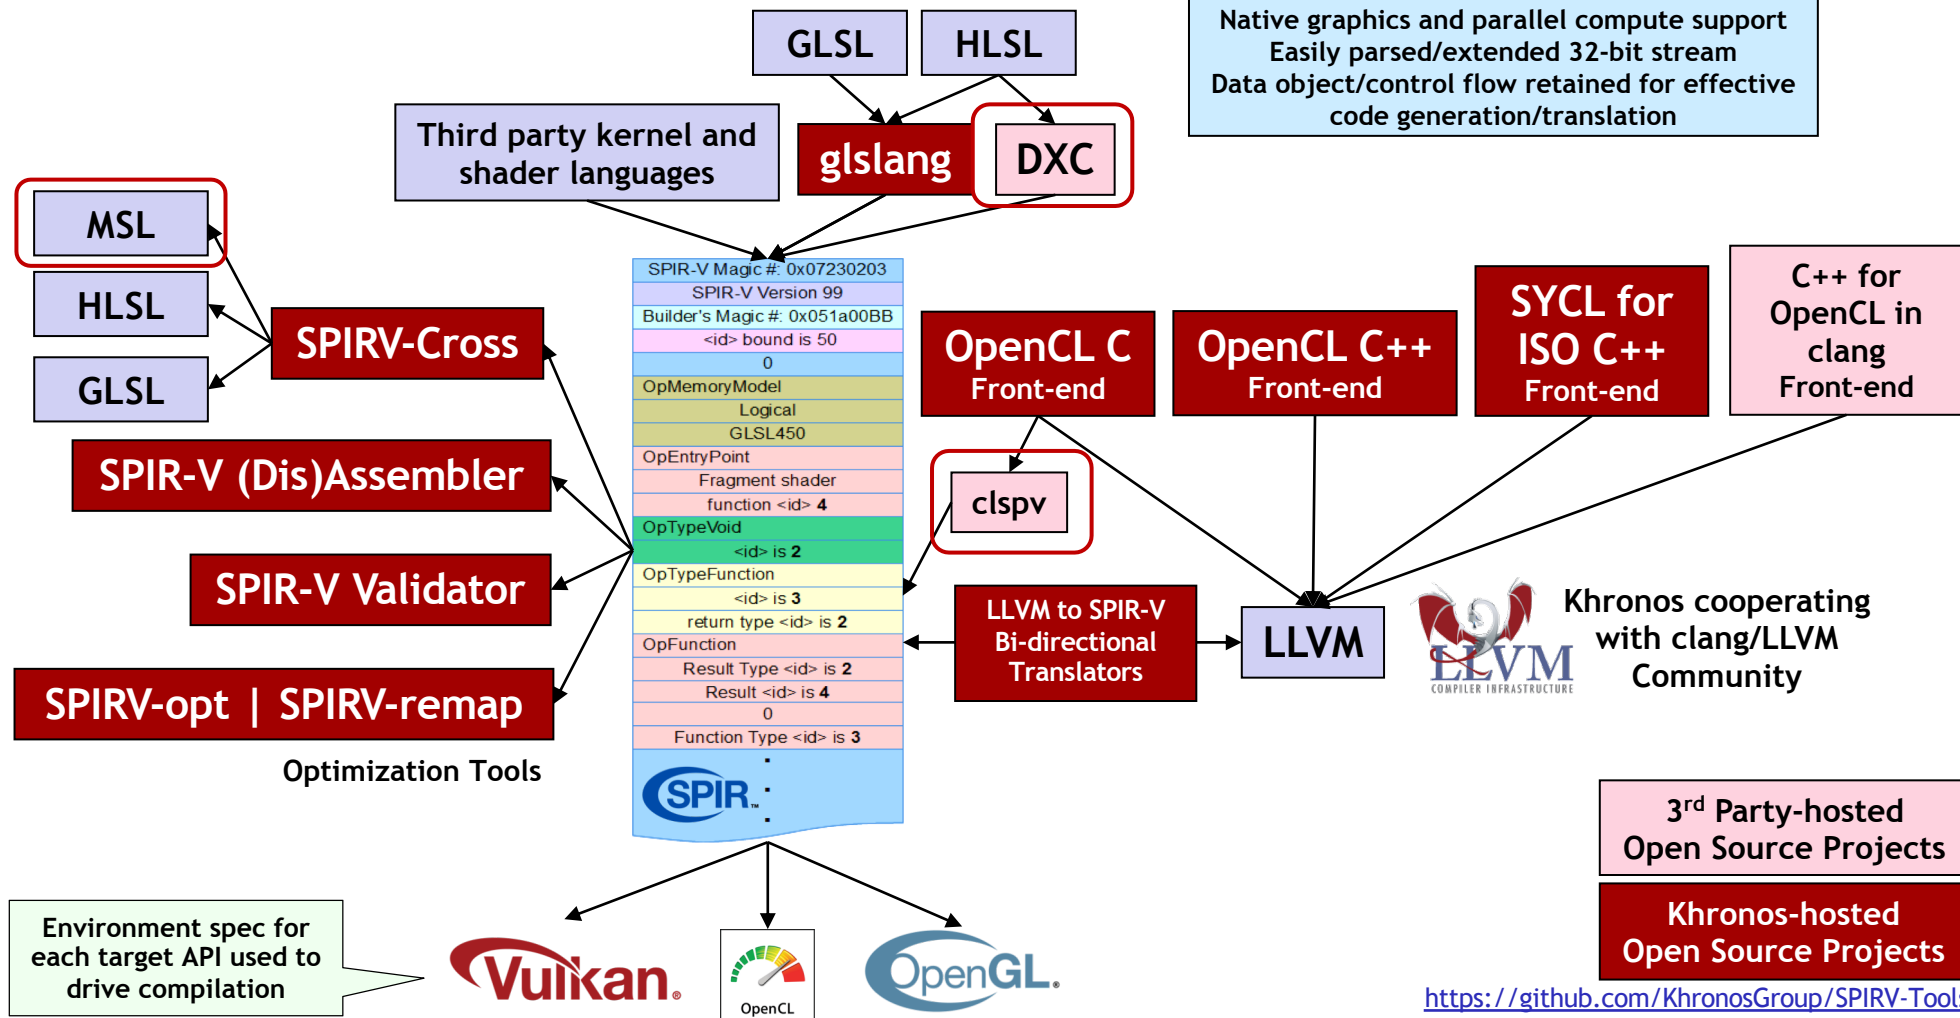 GLSL
HLSL
Native graphics and parallel compute support
Easily parsed/extended 32-bit stream
Data object/control flow retained for effective
code generation/translation
Third party kernel and
shader languages
glslang
DXC
MSL
HLSL
GLSL
SPIRV-Cross
SPIR-V (Dis)Assembler
SPIR-V Validator
SPIRV-opt | SPIRV-remap
Optimization Tools
SPIR-V Magic #: 0x07230203
SPIR-V Version 99
Builder's Magic #: 0x051a00BB
<id> bound is 50
0
OpMemoryModel
Logical
GLSL450
OpEntryPoint
Fragment shader
function <id> 4
OpTypeVoid
<id> is 2
OpTypeFunction
<id> is 3
return type <id> is 2
OpFunction
Result Type <id> is 2
Result <id> is 4
0
Function Type <id> is 3
SPIR™
OpenCL C
Front-end
OpenCL C++
Front-end
SYCL for
ISO C++
Front-end
C++ for
OpenCL in
clang
Front-end
clspv
LLVM to SPIR-V
Bi-directional
Translators
LLVM
LLVM
COMPILER INFRASTRUCTURE
Khronos cooperating
with clang/LLVM
Community
3rd Party-hosted
Open Source Projects
Khronos-hosted
Open Source Projects
https://github.com/KhronosGroup/SPIRV-Tools
Environment spec for
each target API used to
drive compilation
Vulkan®
OpenCL
OpenGL®